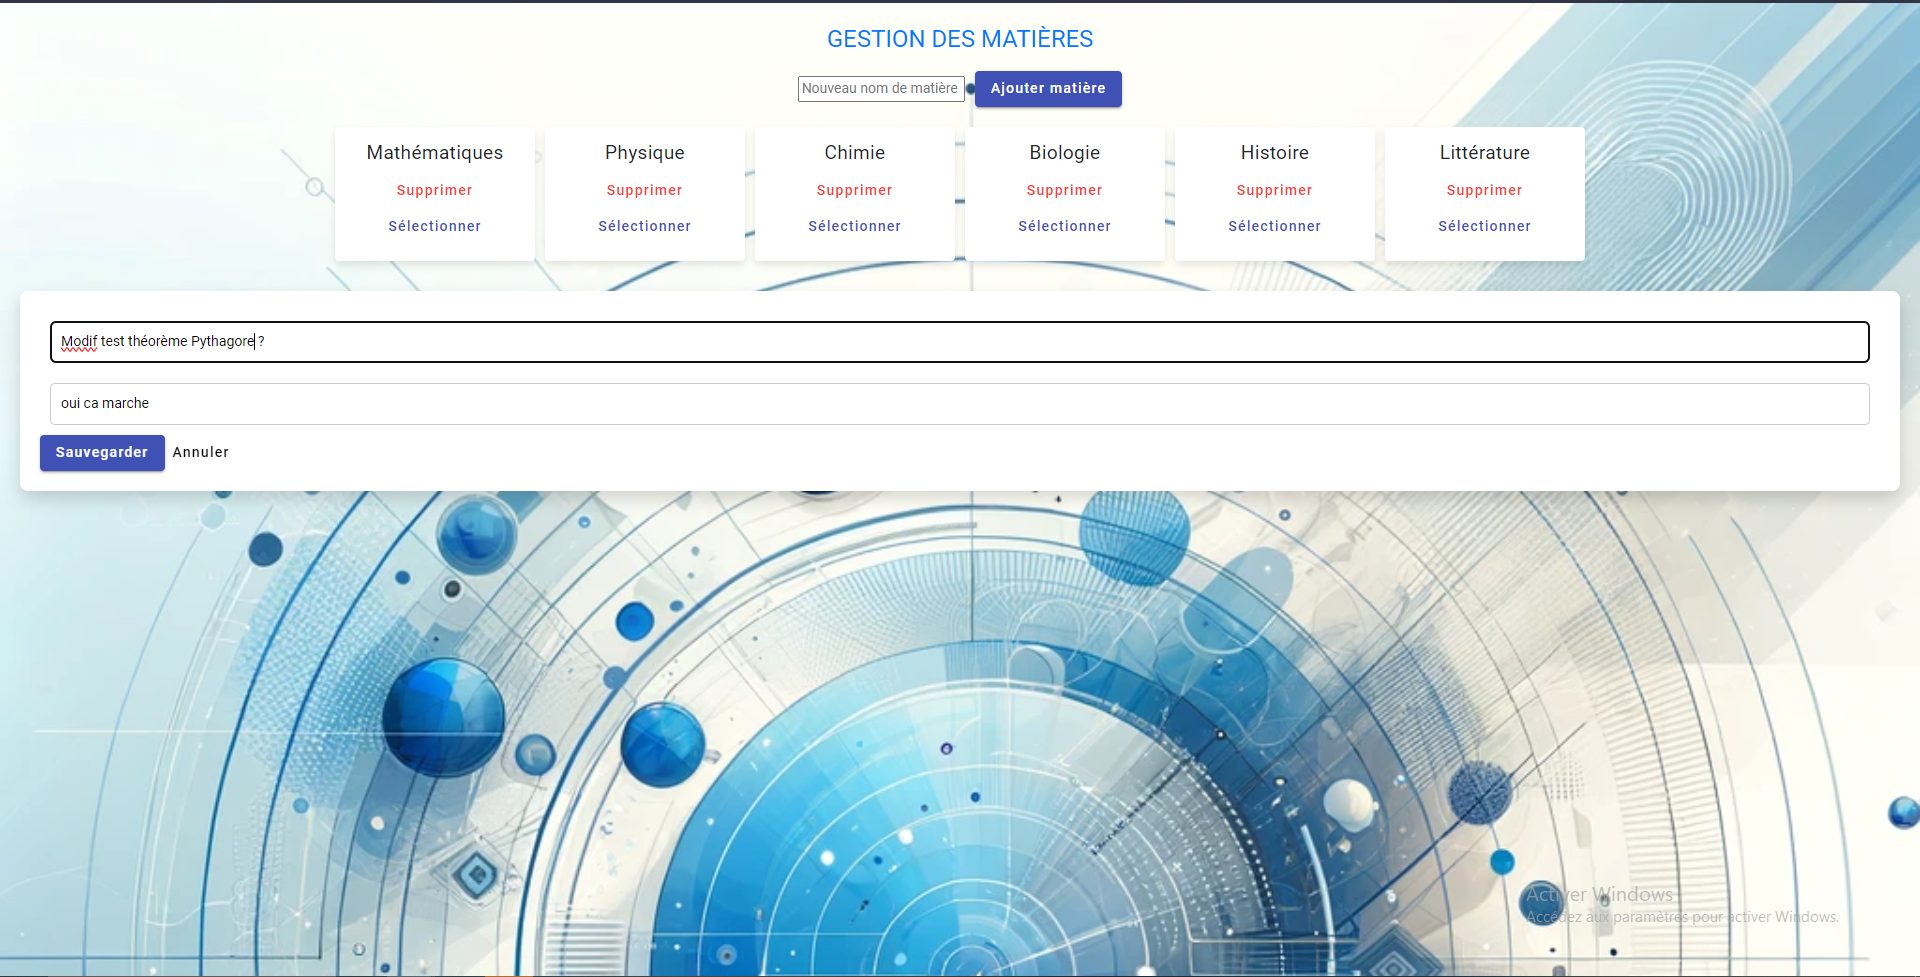 GESTION DES MATIÈRES
Nouveau nom de matière Ajouter matière
Mathématiques Physique Chimie Biologie Histoire Littérature
Supprimer Supprimer Supprimer Supprimer Supprimer Supprimer
Sélectionner Sélectionner Sélectionner Sélectionner Sélectionner Sélectionner
Modif test théorème Pythagore ?
oui ca marche
Sauvegarder Annuler
Activer Windows
Accédez aux paramètres pour activer Windows.